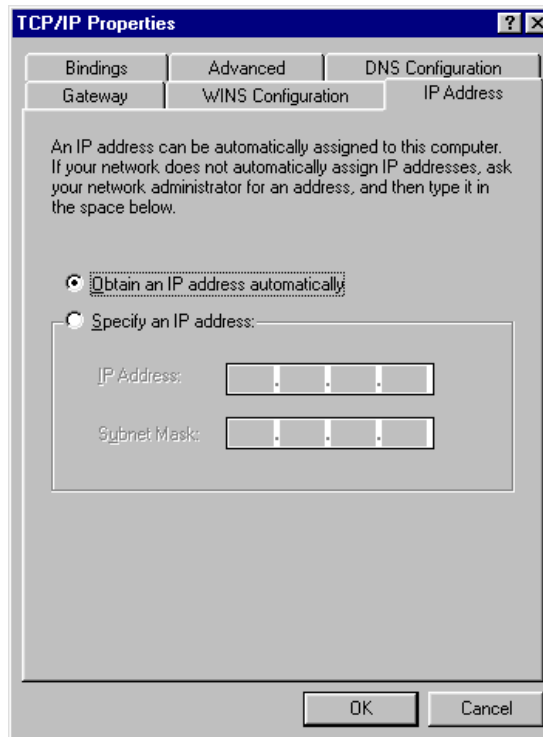 TCP/IP Properties
Bindings Advanced DNS Configuration
Gateway WINS Configuration IP Address
An IP address can be automatically assigned to this computer.
If your network does not automatically assign IP addresses, ask
your network administrator for an address, and then type it in
the space below.
Obtain an IP address automatically
Specify an IP address:
IP Address:
Subnet Mask:
OK Cancel